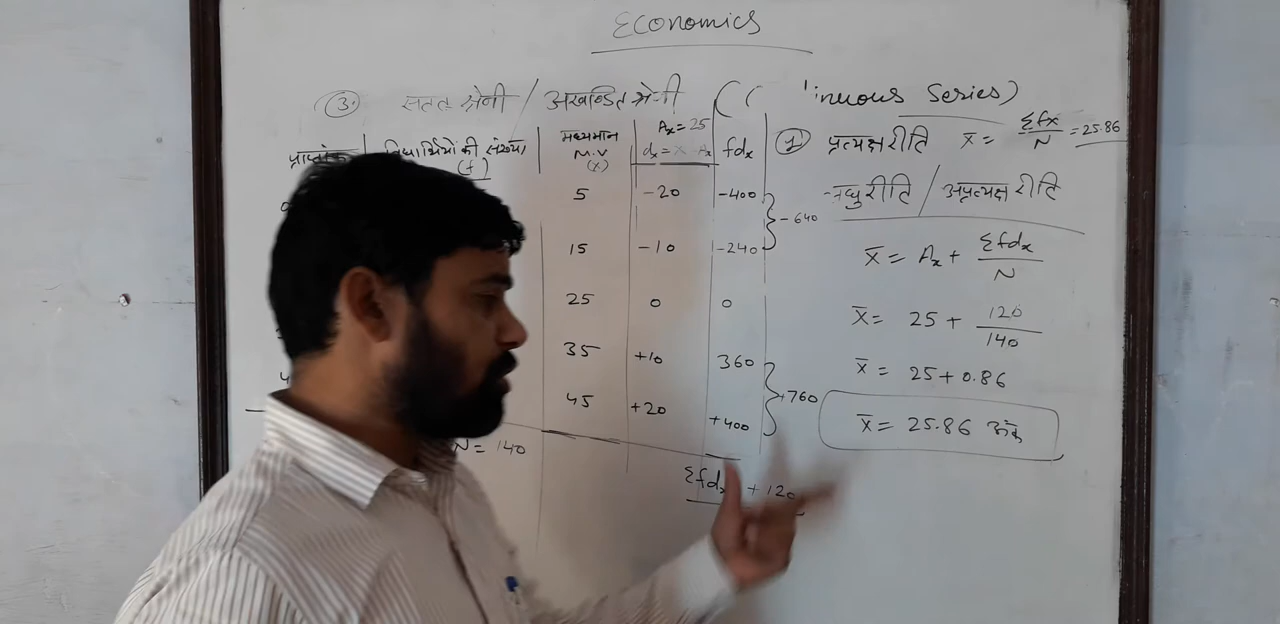 Economics
③ सतत श्रेणी / अखण्डित श्रेणी (( inuous Series)
प्राप्तांक विद्यार्थियों की संख्या (f) मध्यमान M.V (x) Ax = 25 dx = x - Ax fdx
5 -20 -400
15 -10 -240 } -640
25 0 0
35 +10 360
45 +20 +400 } +760
N = 140
Σfdx +120
① प्रत्यक्ष रीति x̄ = Σfx/N = 25.86
लघु रीति / अप्रत्यक्ष रीति
x̄ = Ax + Σfdx/N
x̄ = 25 + 120/140
x̄ = 25 + 0.86
x̄ = 25.86 अंक